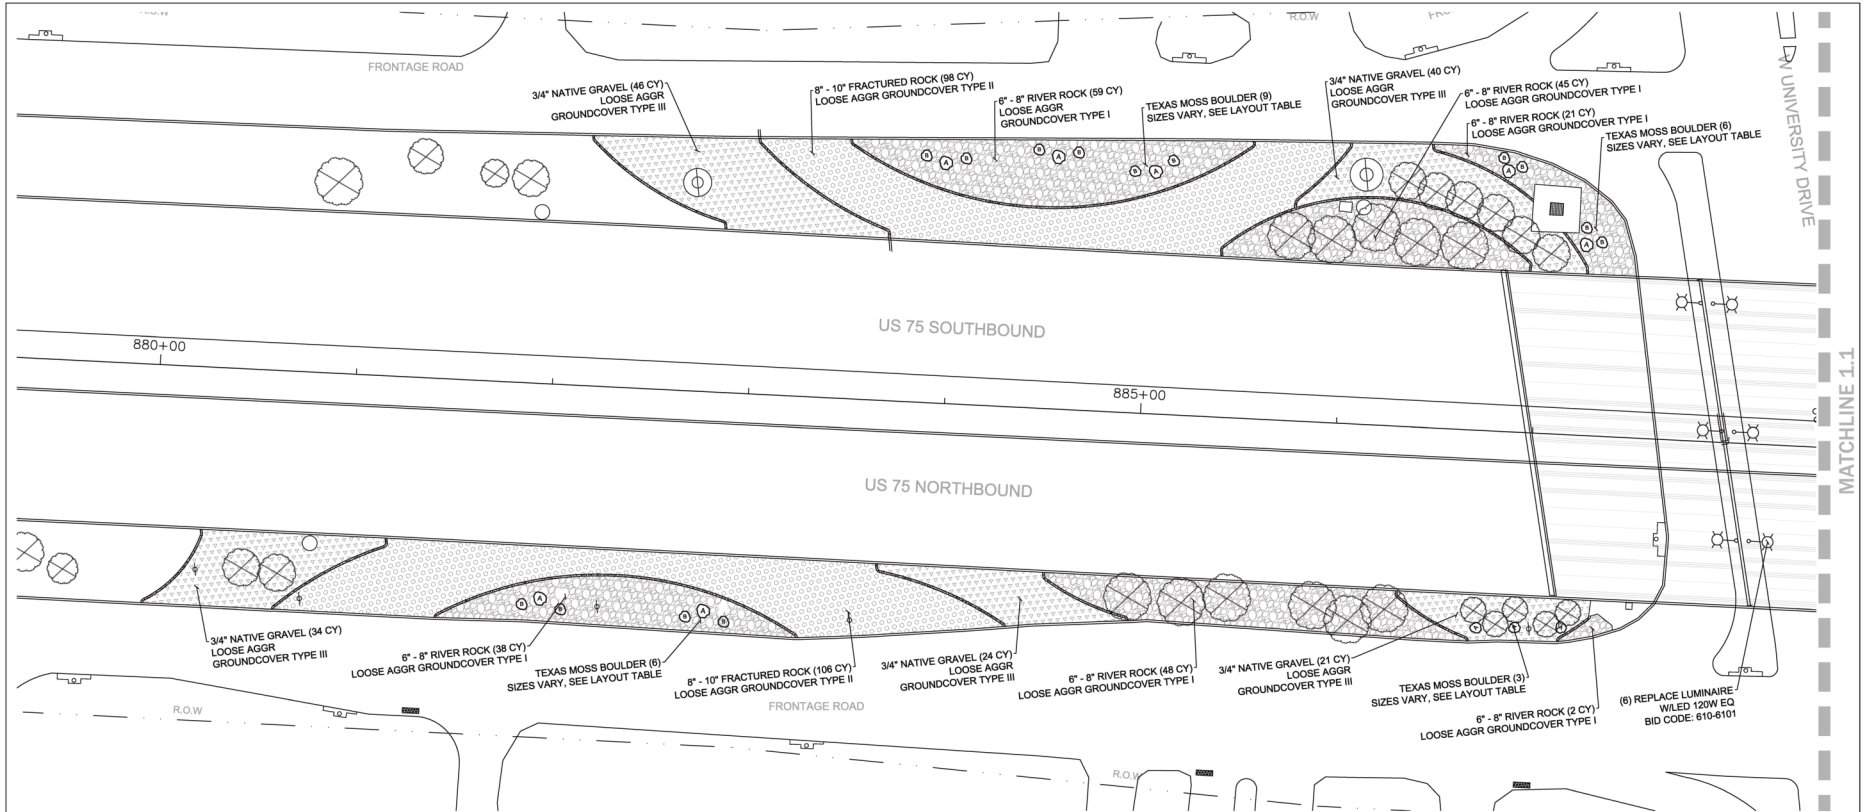 R.O.W
R.O.W
FRONTAGE ROAD
3/4" NATIVE GRAVEL (46 CY)
LOOSE AGGR
GROUNDCOVER TYPE III
8" - 10" FRACTURED ROCK (98 CY)
LOOSE AGGR GROUNDCOVER TYPE II
6" - 8" RIVER ROCK (59 CY)
LOOSE AGGR
GROUNDCOVER TYPE I
TEXAS MOSS BOULDER (9)
SIZES VARY, SEE LAYOUT TABLE
3/4" NATIVE GRAVEL (40 CY)
LOOSE AGGR
GROUNDCOVER TYPE III
6" - 8" RIVER ROCK (45 CY)
LOOSE AGGR GROUNDCOVER TYPE I
6" - 8" RIVER ROCK (21 CY)
LOOSE AGGR GROUNDCOVER TYPE I
TEXAS MOSS BOULDER (6)
SIZES VARY, SEE LAYOUT TABLE
W UNIVERSITY DRIVE
B
A
B
B
A
B
B
A
B
B
B
A
B
A
B
US 75 SOUTHBOUND
880+00
885+00
MATCHLINE 1.1
US 75 NORTHBOUND
B
A
B
B
A
B
A
A
A
3/4" NATIVE GRAVEL (34 CY)
LOOSE AGGR
GROUNDCOVER TYPE III
6" - 8" RIVER ROCK (38 CY)
LOOSE AGGR GROUNDCOVER TYPE I
TEXAS MOSS BOULDER (6)
SIZES VARY, SEE LAYOUT TABLE
8" - 10" FRACTURED ROCK (106 CY)
LOOSE AGGR GROUNDCOVER TYPE II
3/4" NATIVE GRAVEL (24 CY)
LOOSE AGGR
GROUNDCOVER TYPE III
6" - 8" RIVER ROCK (48 CY)
LOOSE AGGR GROUNDCOVER TYPE I
3/4" NATIVE GRAVEL (21 CY)
LOOSE AGGR
GROUNDCOVER TYPE III
TEXAS MOSS BOULDER (3)
SIZES VARY, SEE LAYOUT TABLE
6" - 8" RIVER ROCK (2 CY)
LOOSE AGGR GROUNDCOVER TYPE I
(6) REPLACE LUMINAIRE
W/LED 120W EQ
BID CODE: 610-6101
FRONTAGE ROAD
R.O.W
R.O.W